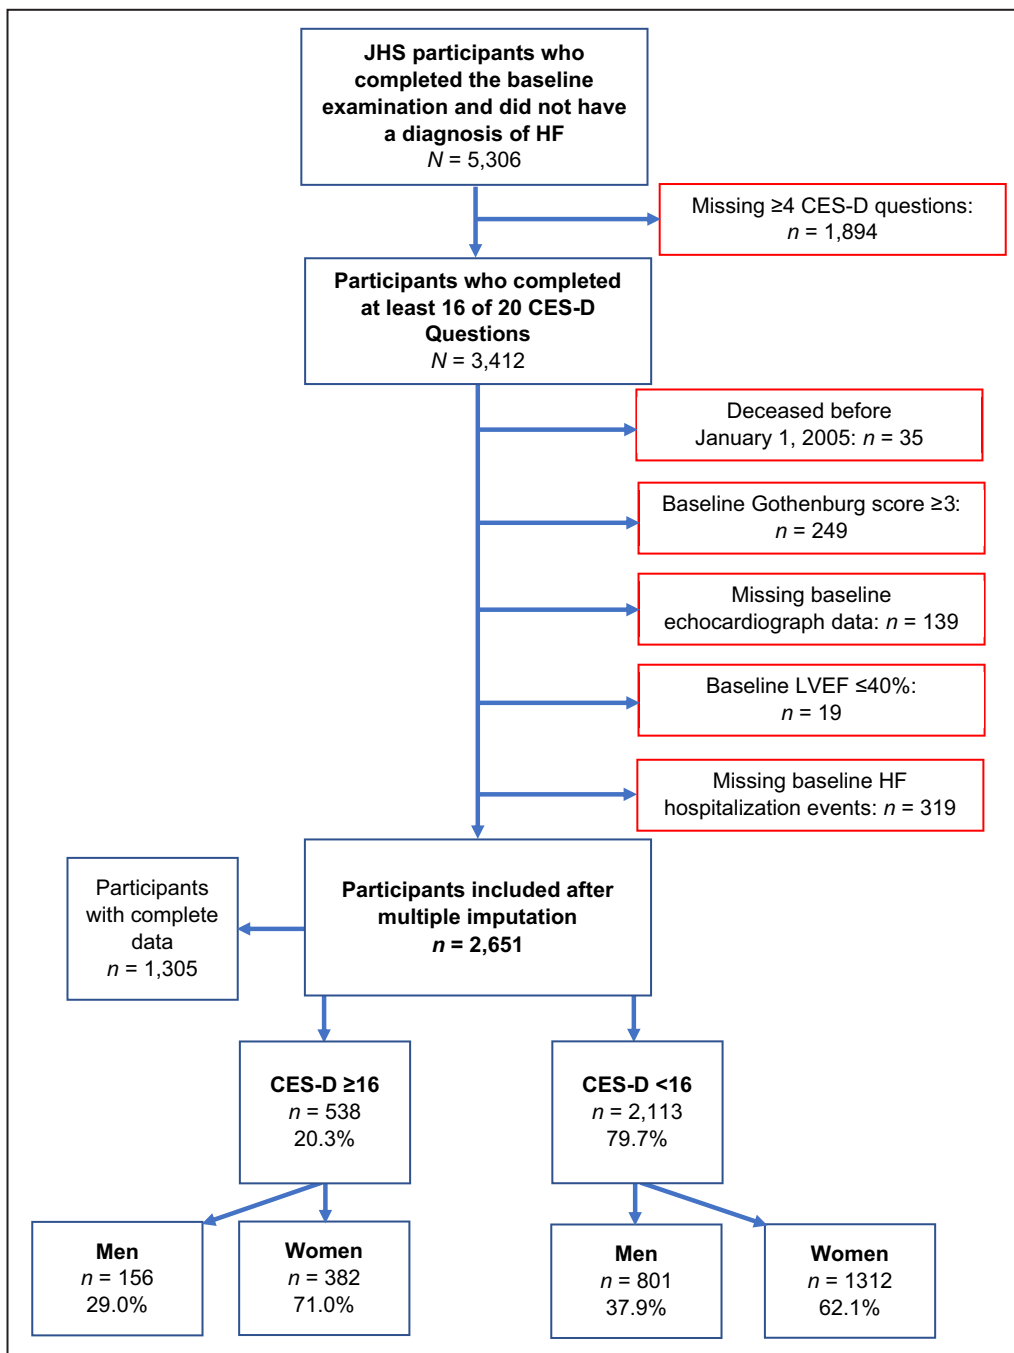 JHS participants who
completed the baseline
examination and did not have
a diagnosis of HF
N = 5,306
Missing ≥4 CES-D questions:
n = 1,894
Participants who completed
at least 16 of 20 CES-D
Questions
N = 3,412
Deceased before
January 1, 2005: n = 35
Baseline Gothenburg score ≥3:
n = 249
Missing baseline
echocardiograph data: n = 139
Baseline LVEF ≤40%:
n = 19
Missing baseline HF
hospitalization events: n = 319
Participants included after
multiple imputation
n = 2,651
Participants
with complete
data
n = 1,305
CES-D ≥16
n = 538
20.3%
CES-D <16
n = 2,113
79.7%
Men
n = 156
29.0%
Women
n = 382
71.0%
Men
n = 801
37.9%
Women
n = 1312
62.1%